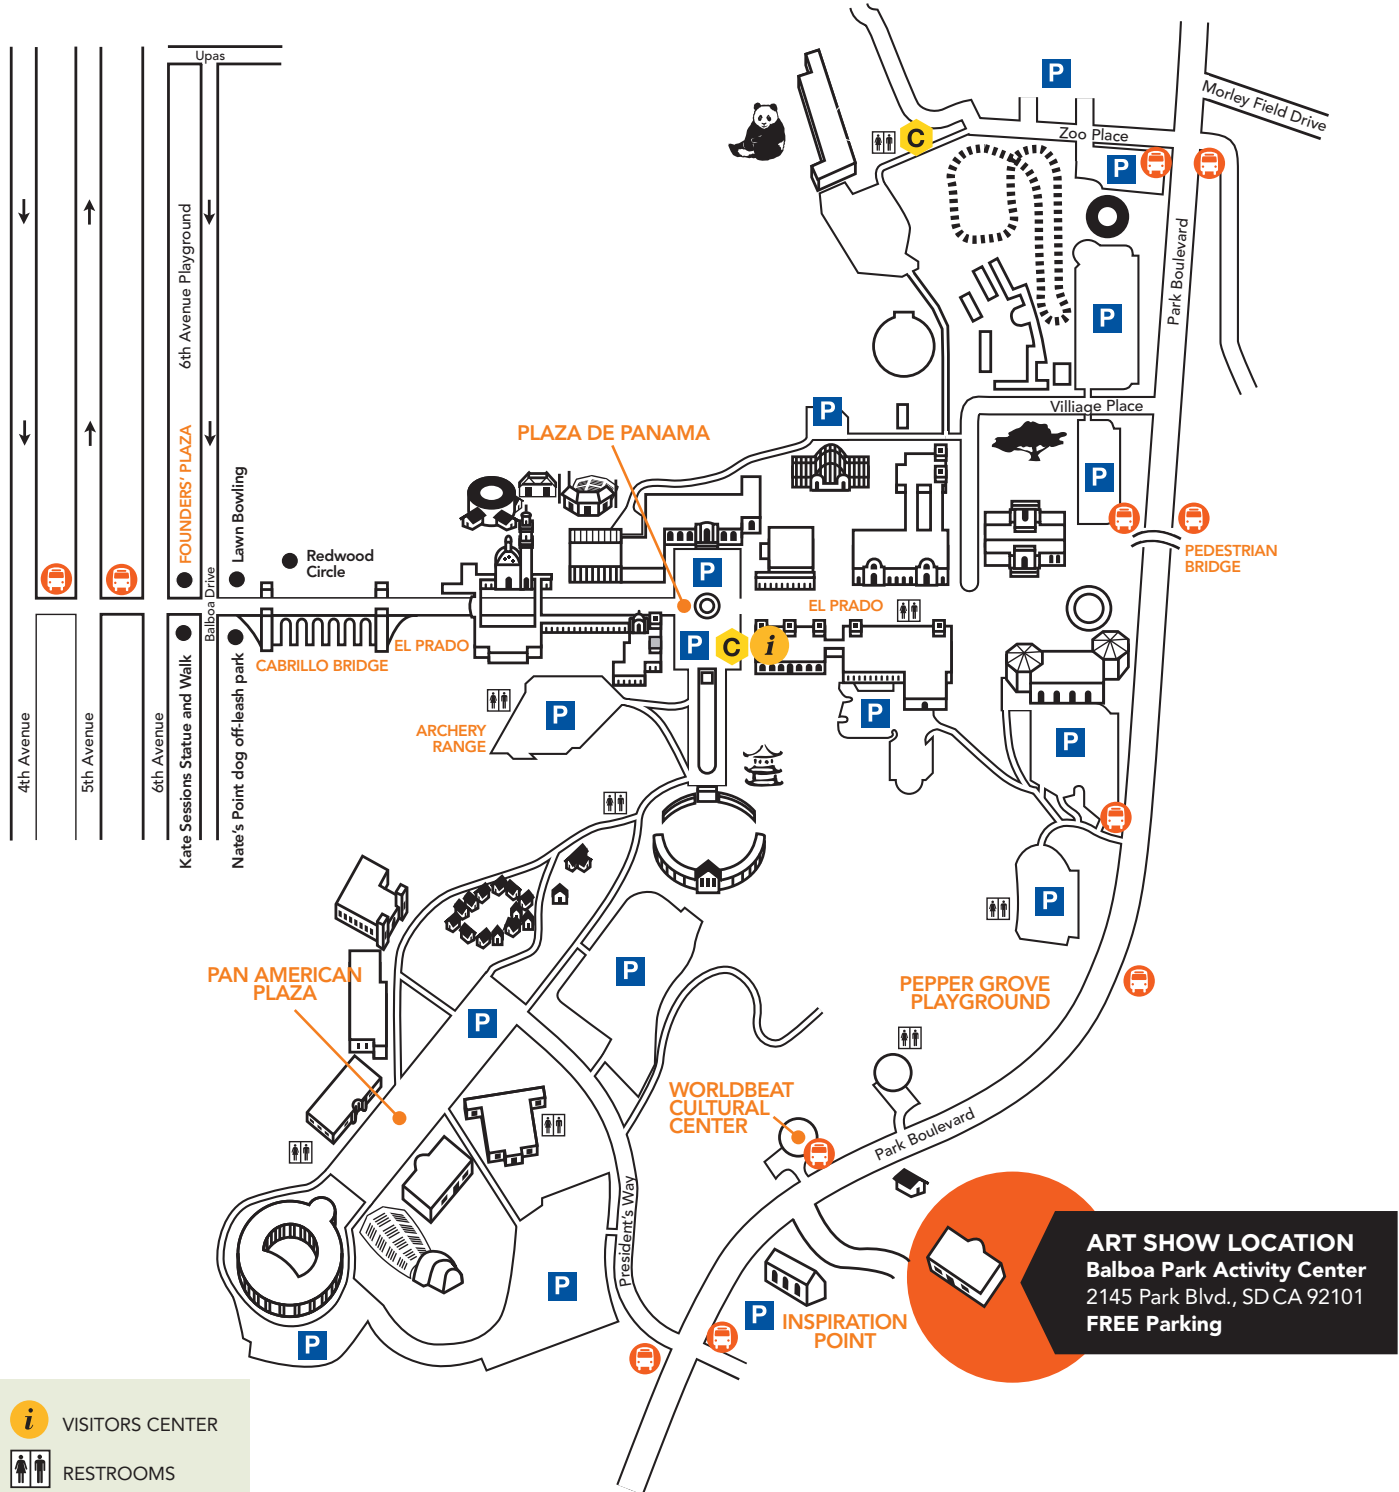 Upas
Morley Field Drive
Zoo Place
P
C
P
6th Avenue Playground
Park Boulevard
P
Villiage Place
P
PLAZA DE PANAMA
FOUNDERS' PLAZA
Lawn Bowling
P
PEDESTRIAN
BRIDGE
Redwood
Circle
Balboa Drive
P
EL PRADO
EL PRADO
CABRILLO BRIDGE
P
C
i
4th Avenue
5th Avenue
6th Avenue
Kate Sessions Statue and Walk
Nate's Point dog off-leash park
ARCHERY
RANGE
P
P
P
P
PAN AMERICAN
PLAZA
P
P
PEPPER GROVE
PLAYGROUND
WORLDBEAT
CULTURAL
CENTER
Park Boulevard
President's Way
P
P
P
INSPIRATION
POINT
ART SHOW LOCATION
Balboa Park Activity Center
2145 Park Blvd., SD CA 92101
FREE Parking
i VISITORS CENTER
RESTROOMS